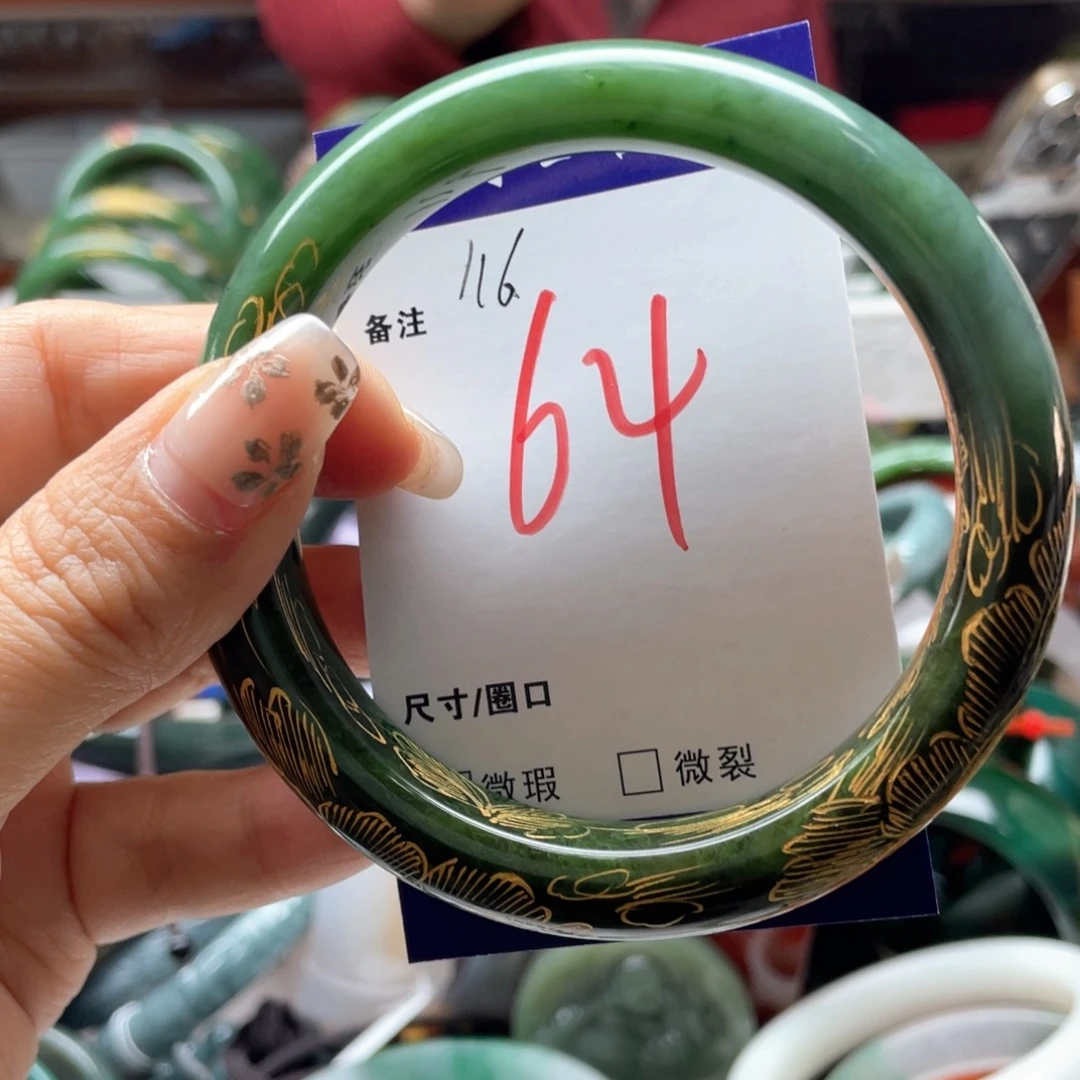 116
备注
64
尺寸/圈口
微瑕 □ 微裂